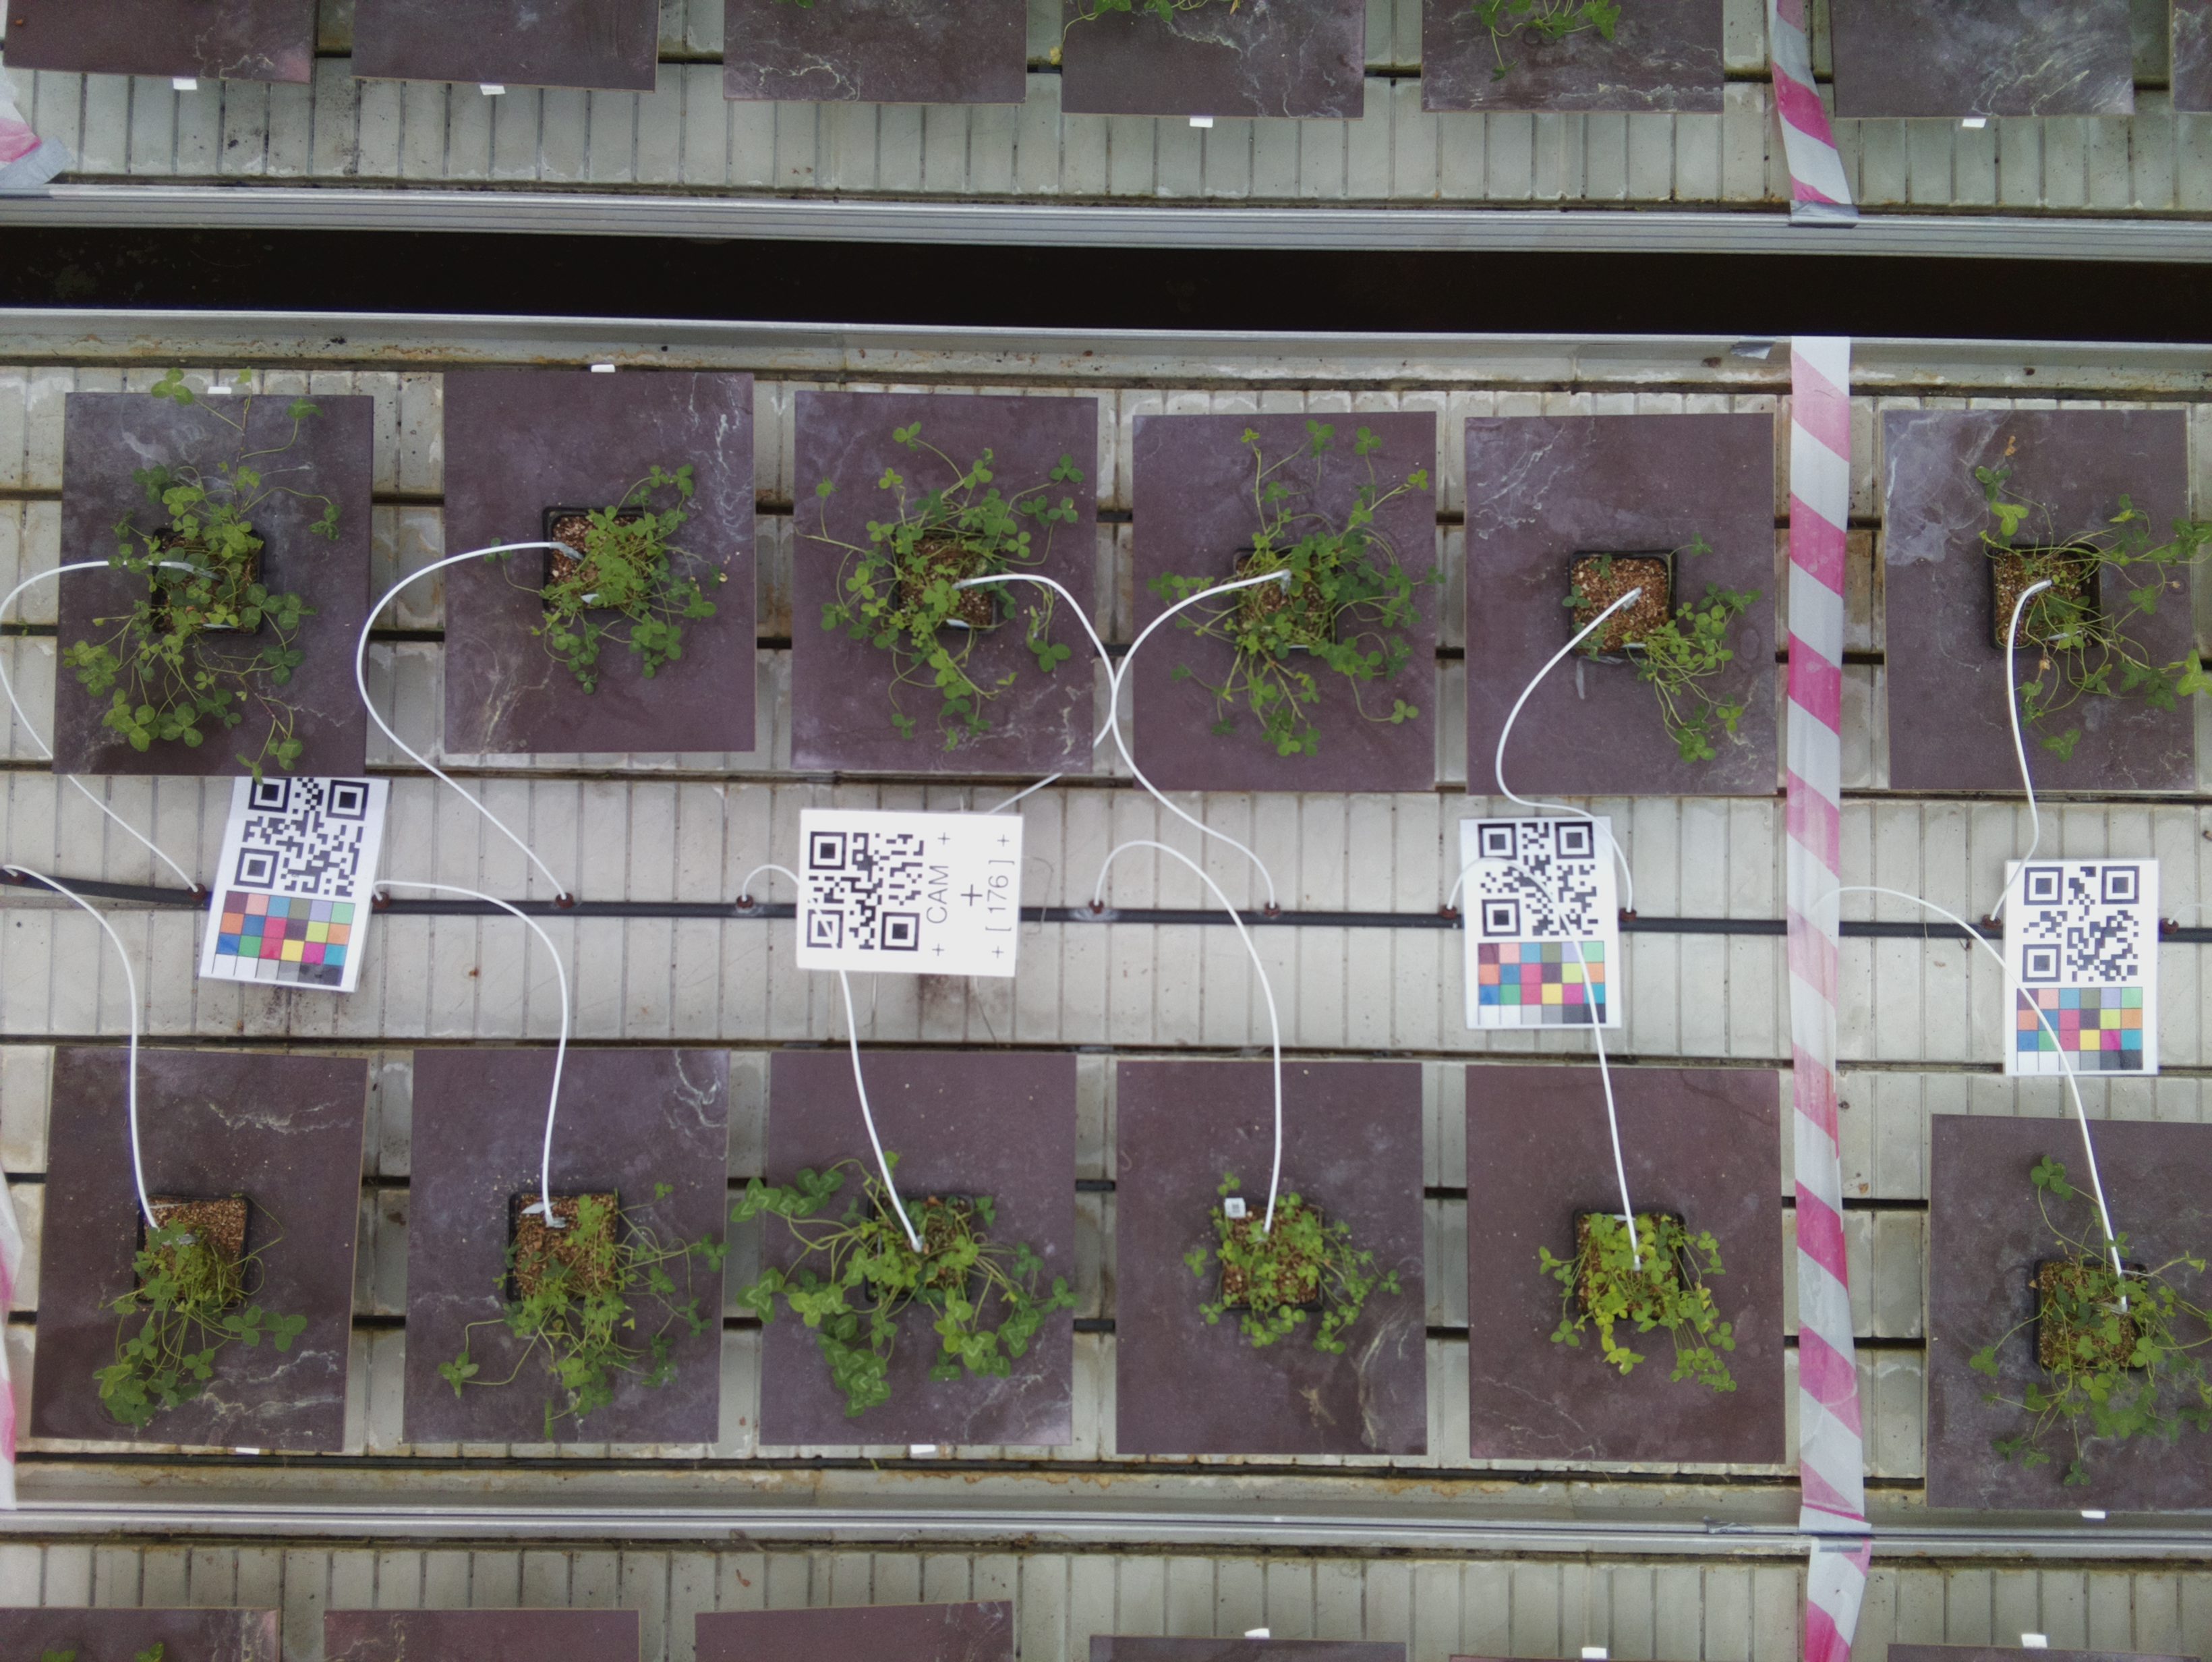 + CAM +
+
+ [ 176 ] +